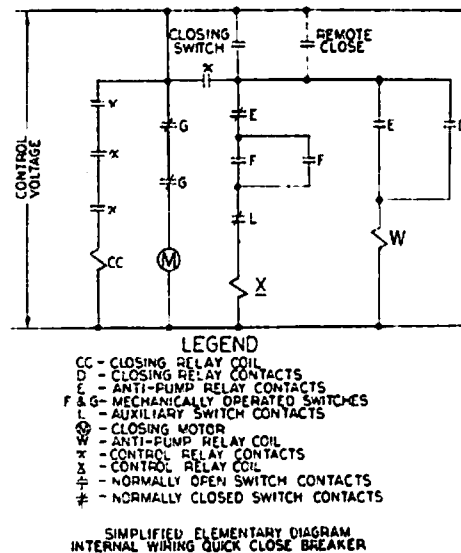 CLOSING SWITCH
REMOTE CLOSE
x
x
G
E
E
D
CONTROL VOLTAGE
x
F
F
G
x
L
CC
M
X
W
LEGEND
CC - CLOSING RELAY COIL
D - CLOSING RELAY CONTACTS
E - ANTI-PUMP RELAY CONTACTS
F & G - MECHANICALLY OPERATED SWITCHES
L - AUXILIARY SWITCH CONTACTS
M - CLOSING MOTOR
W - ANTI-PUMP RELAY COIL
x - CONTROL RELAY CONTACTS
X - CONTROL RELAY COIL
- NORMALLY OPEN SWITCH CONTACTS
- NORMALLY CLOSED SWITCH CONTACTS
SIMPLIFIED ELEMENTARY DIAGRAM
INTERNAL WIRING QUICK CLOSE BREAKER